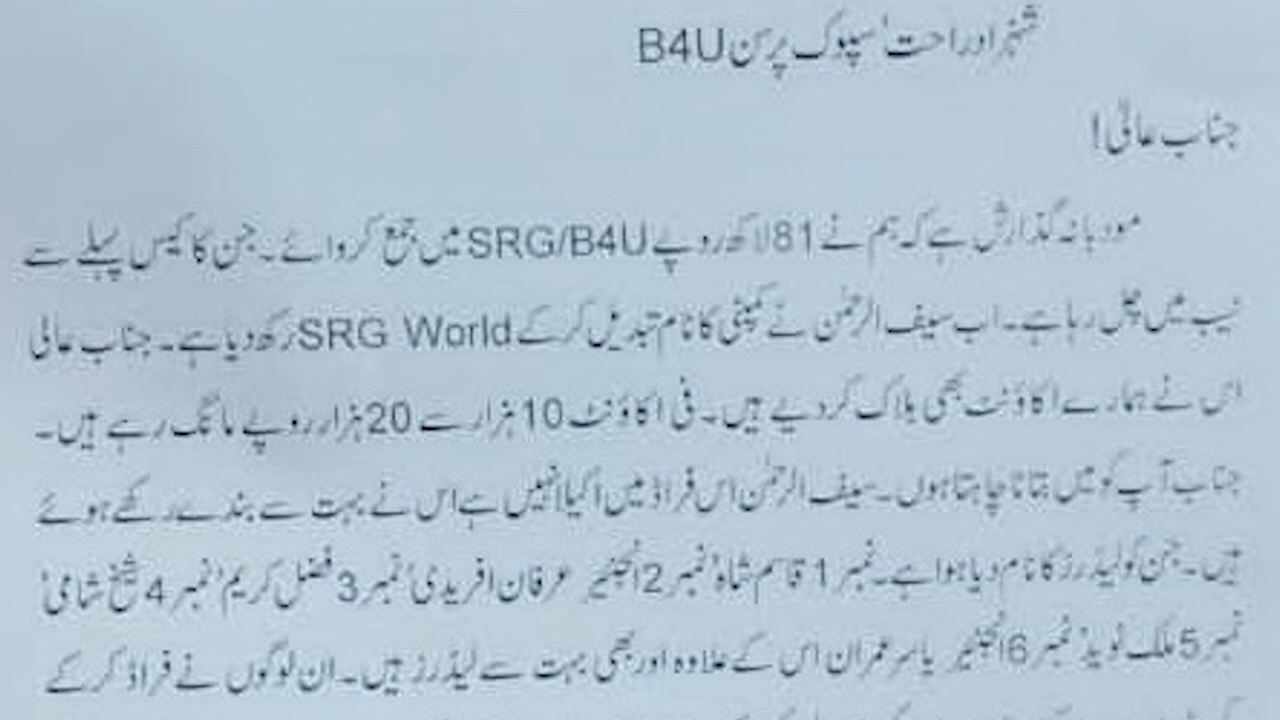 شہزاد راحت' سپوک پرسن B4U
جناب عالی!
مودبانہ گذارش ہے کہ ہم نے 81 لاکھ روپے SRG/B4U میں جمع کروائے۔ جن کا کیس پہلے سے
نیب میں چل رہا ہے۔ اب سیف الرحمٰن نے کمپنی کا نام تبدیل کرکے SRG World رکھ دیا ہے۔ جناب عالی
اس نے ہمارے اکاؤنٹ بھی بلاک کر دیے ہیں۔ فی اکاؤنٹ 10 ہزار سے 20 ہزار روپے مانگ رہے ہیں۔
جناب آپ کو میں بتانا چاہتا ہوں۔ سیف الرحمٰن اس فراڈ میں اکیلا نہیں ہے اس نے بہت سے بندے رکھے ہوئے
ہیں۔ جن کو لیڈرز کا نام دیا ہوا ہے۔ نمبر 1 قاسم شاہ' نمبر 2 انجینئیر عرفان افریدی' نمبر 3 فضل کریم' نمبر 4 شیخ شامی'
نمبر 5 ملک نوید' نمبر 6 انجینئیر یاسر عمران اس کے علاوہ اور بھی بہت سے لیڈرز ہیں۔ ان لوگوں نے فراڈ کر کے